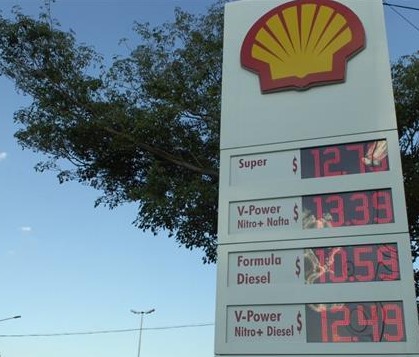 Super $
V-Power
Nitro+ Nafta $ 13.39
Formula
Diesel $ 10.59
V-Power
Nitro+ Diesel $ 12.49